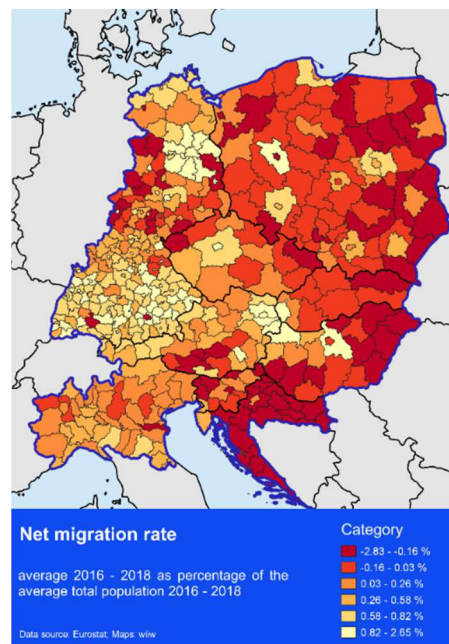 Net migration rate
average 2016 - 2018 as percentage of the
average total population 2016 - 2018
Data source: Eurostat; Maps: wiiw
Category
-2.83 - -0.16 %
-0.16 - 0.03 %
0.03 - 0.26 %
0.26 - 0.58 %
0.58 - 0.82 %
0.82 - 2.65 %